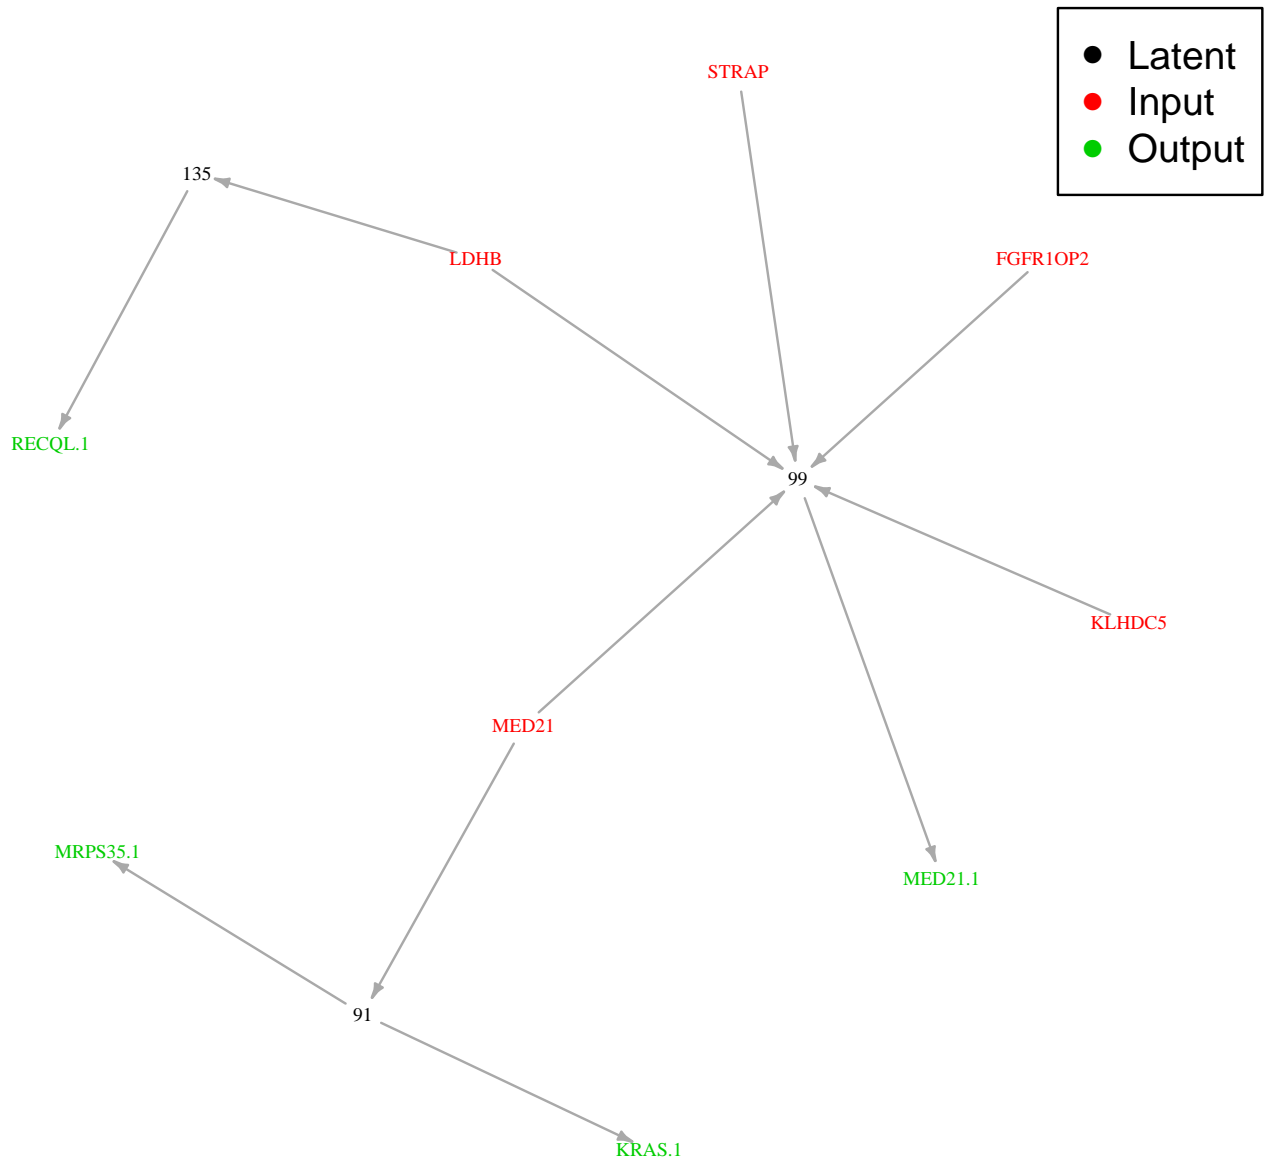 Latent
Input
Output
STRAP
135
LDHB
FGFR1OP2
RECQL.1
99
KLHDC5
MED21
MRPS35.1
MED21.1
91
KRAS.1